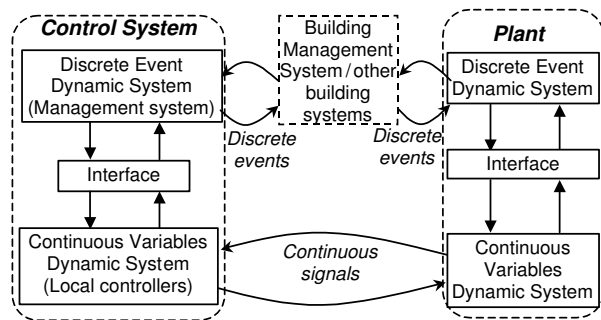 Control System
Discrete Event
Dynamic System
(Management system)
Interface
Continuous Variables
Dynamic System
(Local controllers)
Building
Management
System / other
building
systems
Discrete
events
Discrete
events
Continuous
signals
Plant
Discrete Event
Dynamic System
Interface
Continuous
Variables
Dynamic System